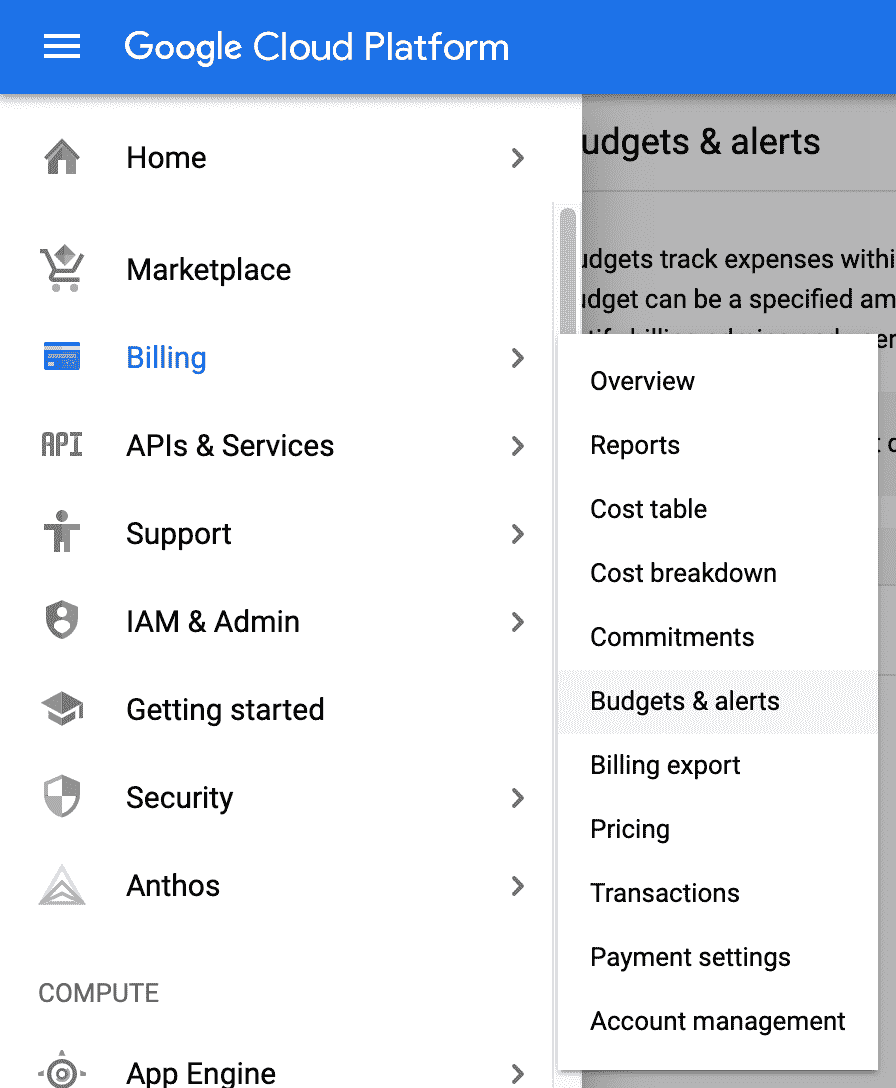 Google Cloud Platform
Home
Marketplace
Billing
API
APIs & Services
Support
IAM & Admin
Getting started
Security
Anthos
COMPUTE
App Engine
udgets & alerts
udgets track expenses withi
udget can be a specified am
Overview
Reports
Cost table
Cost breakdown
Commitments
Budgets & alerts
Billing export
Pricing
Transactions
Payment settings
Account management